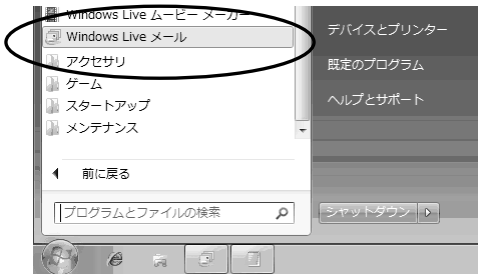 Windows Live ムービー メーカー
Windows Live メール
アクセサリ
ゲーム
スタートアップ
メンテナンス
前に戻る
プログラムとファイルの検索
デバイスとプリンター
既定のプログラム
ヘルプとサポート
シャットダウン